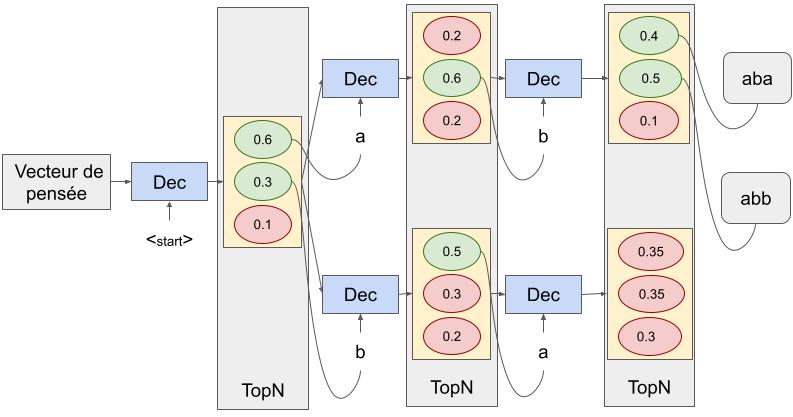 Vecteur de
pensée
Dec
<start>
0.6
0.3
0.1
TopN
Dec
a
Dec
b
0.2
0.6
0.2
0.5
0.3
0.2
TopN
Dec
b
Dec
a
0.4
0.5
0.1
0.35
0.35
0.3
TopN
aba
abb